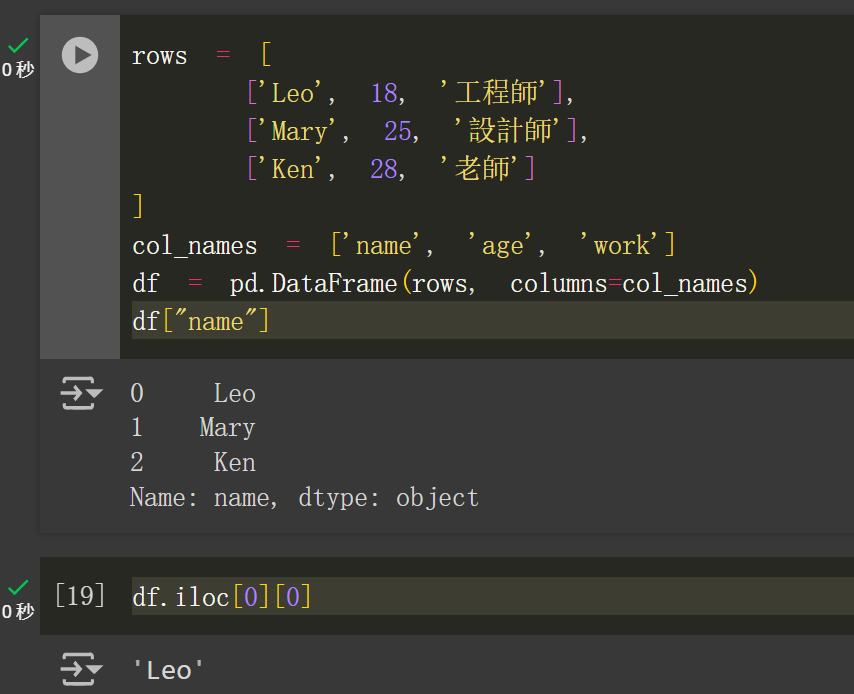 rows = [
['Leo', 18, '工程師'],
['Mary', 25, '設計師'],
['Ken', 28, '老師']
]
col_names = ['name', 'age', 'work']
df = pd.DataFrame(rows, columns=col_names)
df["name"]
0 秒
0 Leo
1 Mary
2 Ken
Name: name, dtype: object
[19] df.iloc[0][0]
0 秒
'Leo'